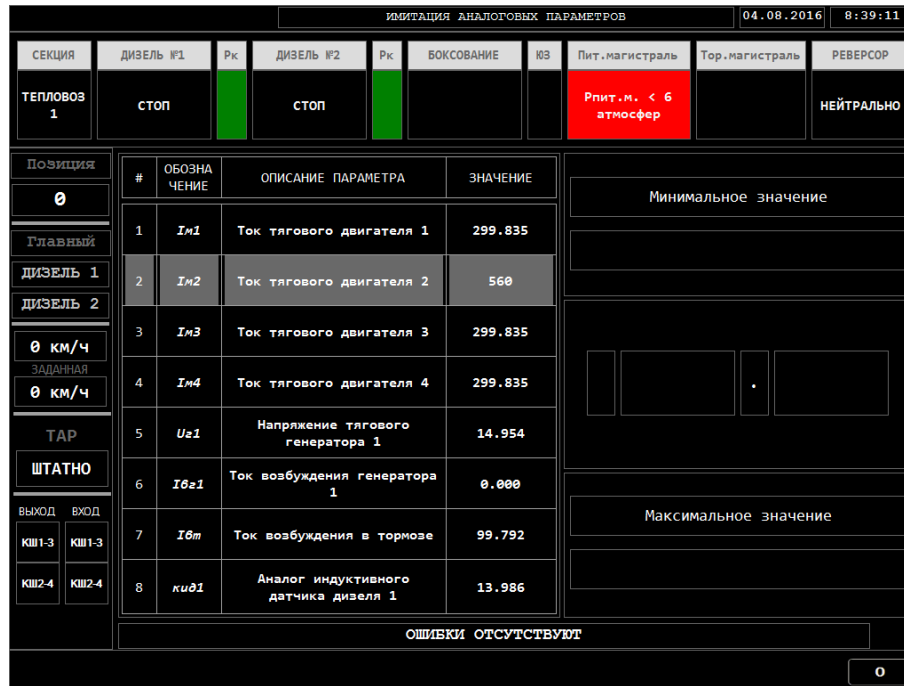 ИМИТАЦИЯ АНАЛОГОВЫХ ПАРАМЕТРОВ 04.08.2016 8:39:11
СЕКЦИЯ ДИЗЕЛЬ №1 Рк ДИЗЕЛЬ №2 Рк БОКСОВАНИЕ ЮЗ Пит.магистраль Тор.магистраль РЕВЕРСОР
ТЕПЛОВОЗ
1
СТОП СТОП
Рпит.м. < 6
атмосфер
НЕЙТРАЛЬНО
Позиция
0
Главный
ДИЗЕЛЬ 1
ДИЗЕЛЬ 2
0 км/ч
ЗАДАННАЯ
0 км/ч
ТАР
ШТАТНО
ВЫХОД ВХОД
КШ1-3 КШ1-3
КШ2-4 КШ2-4
# ОБОЗНА
ЧЕНИЕ
ОПИСАНИЕ ПАРАМЕТРА ЗНАЧЕНИЕ
1 Iм1 Ток тягового двигателя 1 299.835
2 Iм2 Ток тягового двигателя 2 560
3 Iм3 Ток тягового двигателя 3 299.835
4 Iм4 Ток тягового двигателя 4 299.835
5 Uг1 Напряжение тягового
генератора 1
14.954
6 Iвг1 Ток возбуждения генератора
1
0.000
7 Iвт Ток возбуждения в тормозе 99.792
8 кид1 Аналог индуктивного
датчика дизеля 1
13.986
Минимальное значение
.
Максимальное значение
ОШИБКИ ОТСУТСТВУЮТ
О